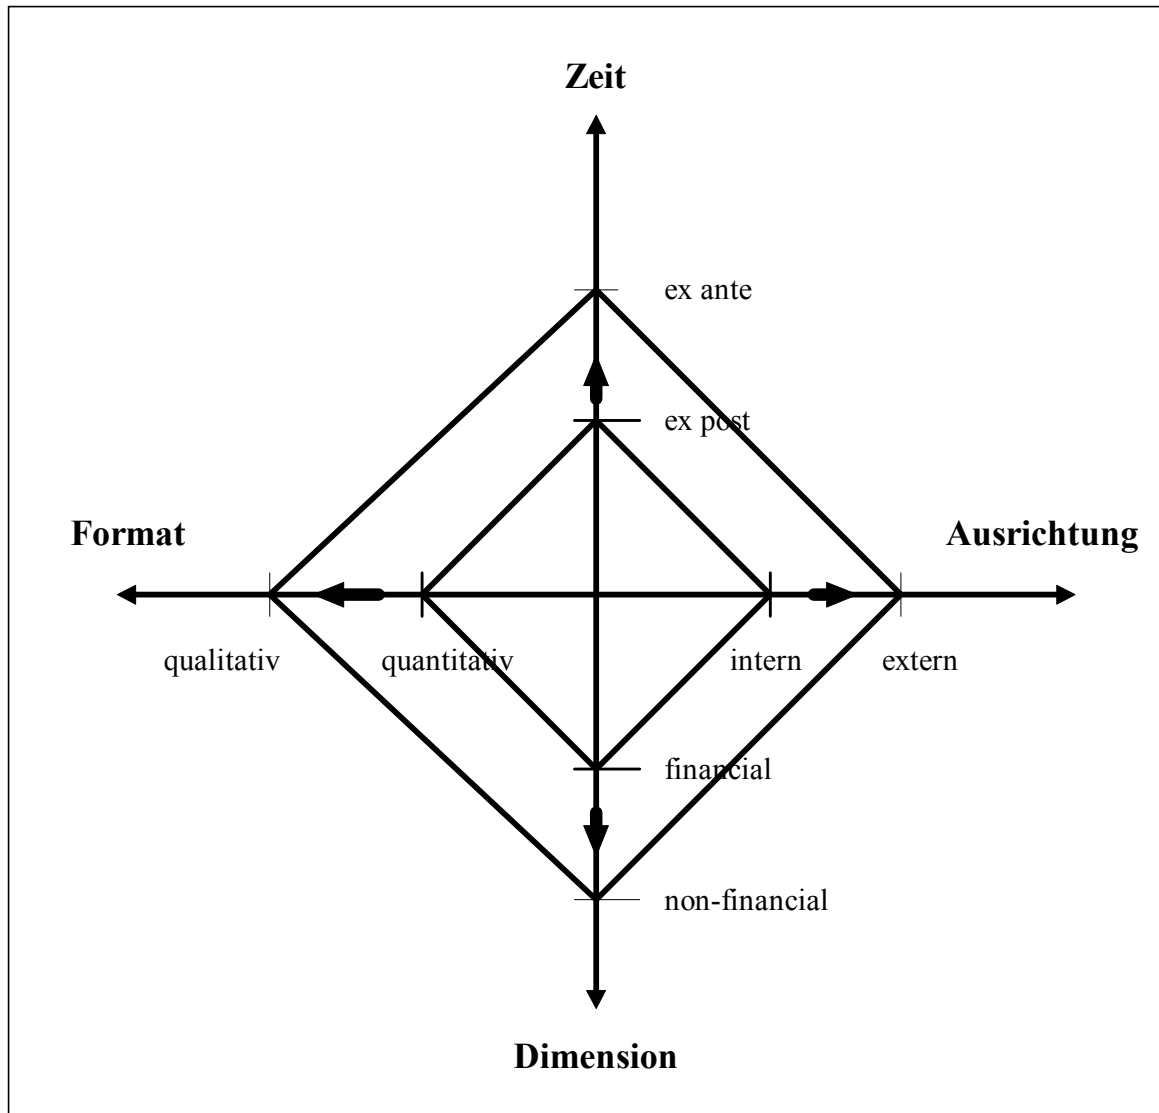 Zeit
ex ante
ex post
Format
Ausrichtung
qualitativ
quantitativ
intern
extern
financial
non-financial
Dimension